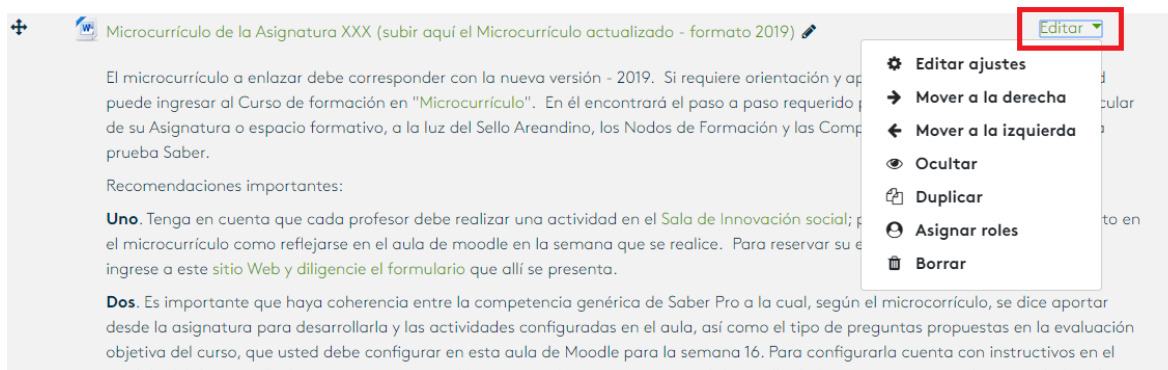 Microcurrículo de la Asignatura XXX (subir aquí el Microcurrículo actualizado - formato 2019)
Editar
El microcurrículo a enlazar debe corresponder con la nueva versión - 2019. Si requiere orientación y
Editar ajustes
puede ingresar al Curso de formación en "Microcurrículo". En él encontrará el paso a paso requerido
Mover a la derecha
de su Asignatura o espacio formativo, a la luz del Sello Areandino, los Nodos de Formación y las
Mover a la izquierda
prueba Saber.
Ocultar
Recomendaciones importantes:
Duplicar
Uno. Tenga en cuenta que cada profesor debe realizar una actividad en el Sala de Innovación social;
Asignar roles
el microcurrículo como reflejarse en el aula de moodle en la semana que se realice. Para reservar su
ingrese a este sitio Web y diligencie el formulario que allí se presenta.
Borrar
Dos. Es importante que haya coherencia entre la competencia genérica de Saber Pro a la cual, según el microcorrículo, se dice aportar
desde la asignatura para desarrollarla y las actividades configuradas en el aula, así como el tipo de preguntas propuestas en la evaluación
objetiva del curso, que usted debe configurar en esta aula de Moodle para la semana 16. Para configurarla cuenta con instructivos en el